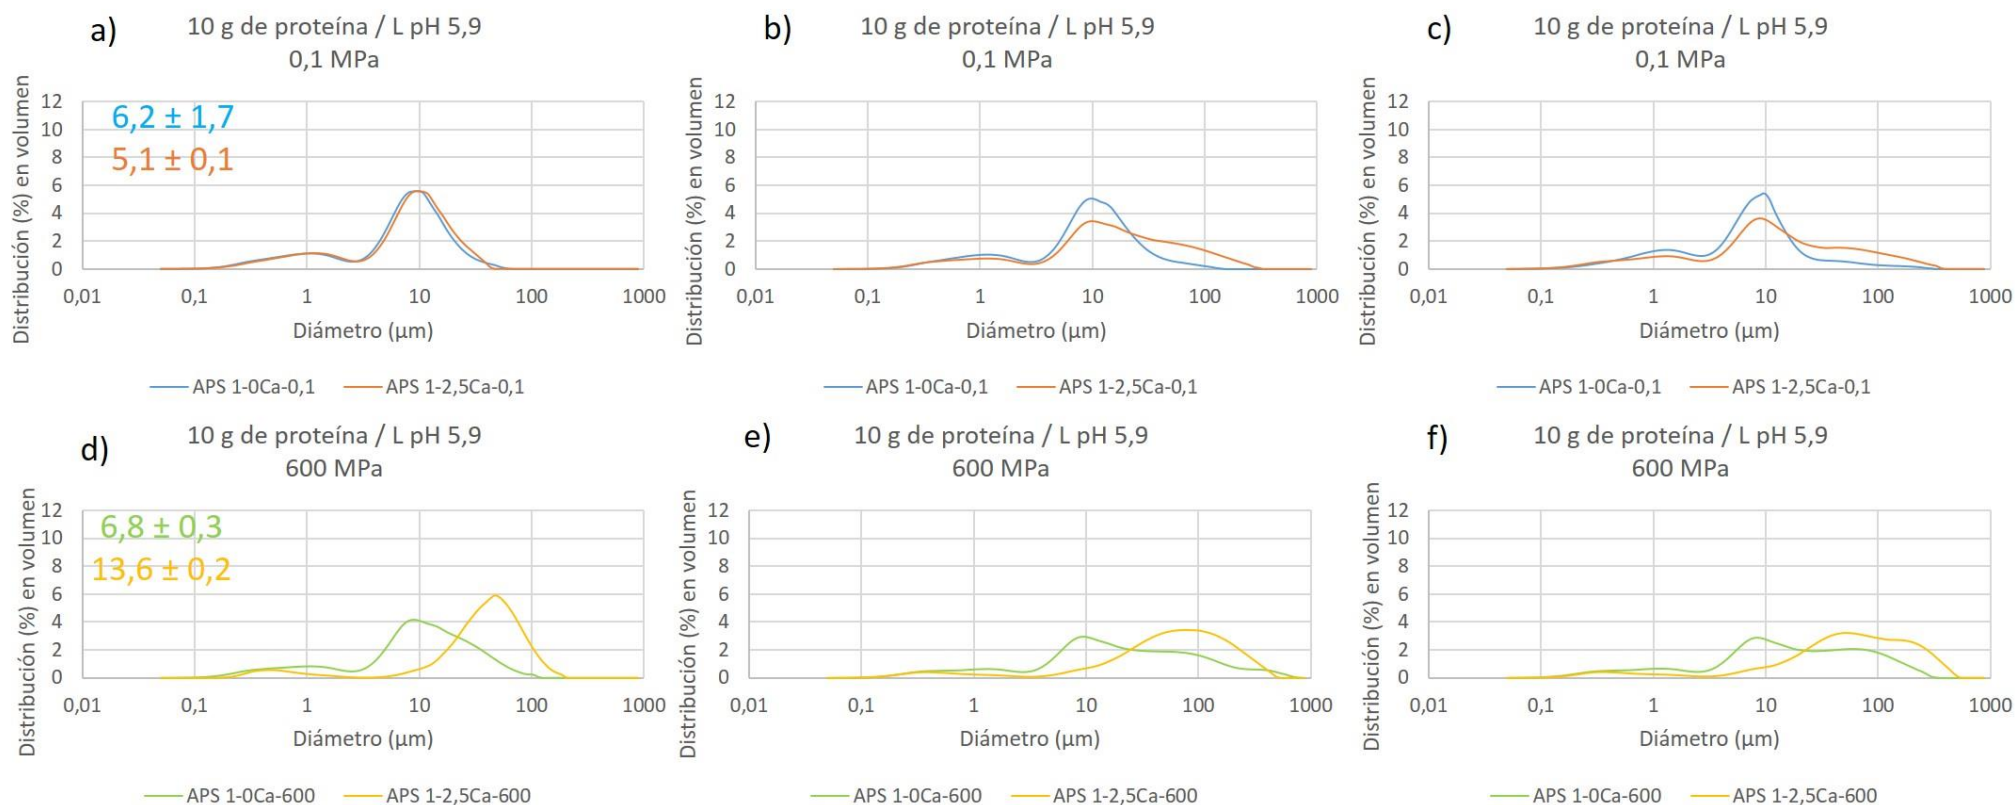 a)
10 g de proteína / L pH 5,9
0,1 MPa
Distribución (%) en volumen
12
10
8
6
4
2
0
6,2 ± 1,7
5,1 ± 0,1
0,01 0,1 1 10 100 1000
Diámetro (µm)
APS 1-0Ca-0,1 APS 1-2,5Ca-0,1
b)
10 g de proteína / L pH 5,9
0,1 MPa
Distribución (%) en volumen
12
10
8
6
4
2
0
0,01 0,1 1 10 100 1000
Diámetro (µm)
APS 1-0Ca-0,1 APS 1-2,5Ca-0,1
c)
10 g de proteína / L pH 5,9
0,1 MPa
Distribución (%) en volumen
12
10
8
6
4
2
0
0,01 0,1 1 10 100 1000
Diámetro (µm)
APS 1-0Ca-0,1 APS 1-2,5Ca-0,1
d)
10 g de proteína / L pH 5,9
600 MPa
Distribución (%) en volumen
12
10
8
6
4
2
0
6,8 ± 0,3
13,6 ± 0,2
0,01 0,1 1 10 100 1000
Diámetro (µm)
APS 1-0Ca-600 APS 1-2,5Ca-600
e)
10 g de proteína / L pH 5,9
600 MPa
Distribución (%) en volumen
12
10
8
6
4
2
0
0,01 0,1 1 10 100 1000
Diámetro (µm)
APS 1-0Ca-600 APS 1-2,5Ca-600
f)
10 g de proteína / L pH 5,9
600 MPa
Distribución (%) en volumen
12
10
8
6
4
2
0
0,01 0,1 1 10 100 1000
Diámetro (µm)
APS 1-0Ca-600 APS 1-2,5Ca-600